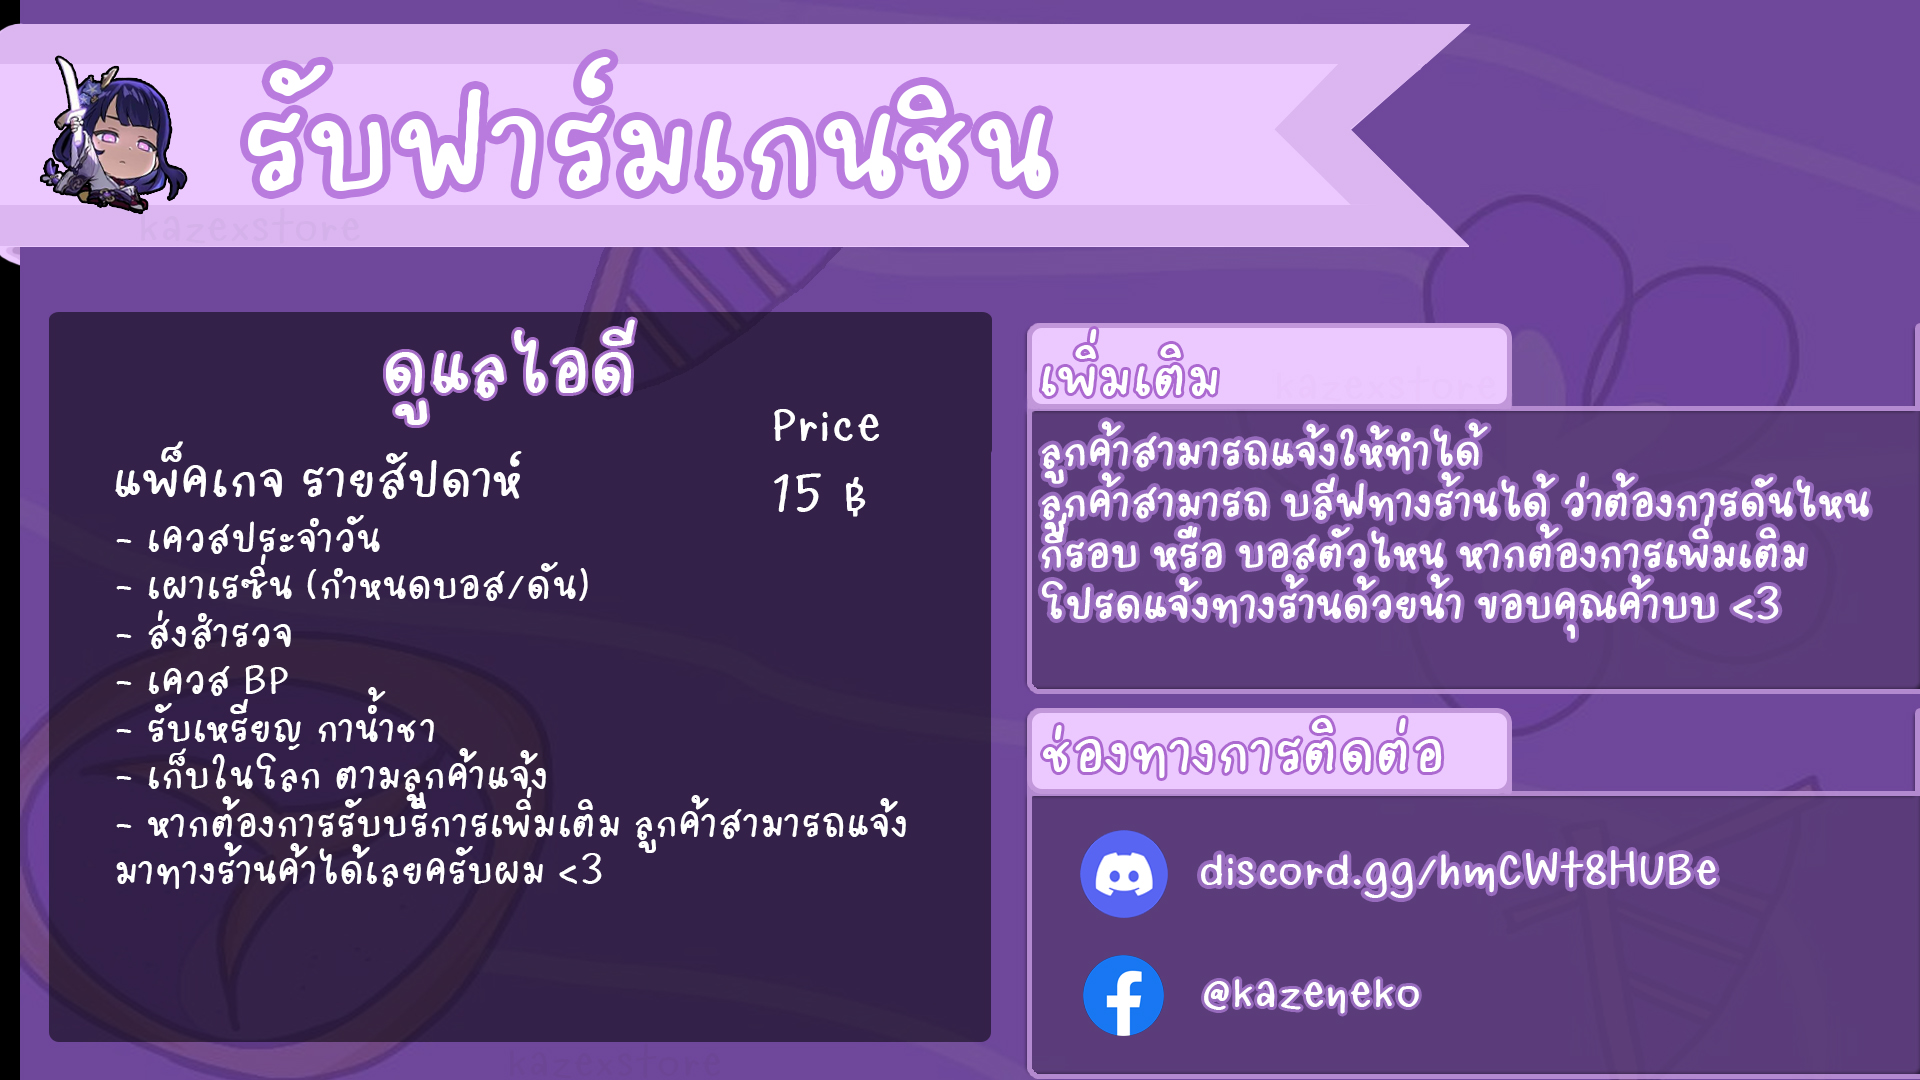 รับฟาร์มเกนชิน
kazexstore
ดูแลไอดี
Price
แพ็คเกจ รายสัปดาห์
15 ฿
- เควสประจำวัน
- เผาเรซิ่น (กำหนดบอส/ดัน)
- ส่งสำรวจ
- เควส BP
- รับเหรียญ กาน้ำชา
- เก็บในโลก ตามลูกค้าแจ้ง
- หากต้องการรับบริการเพิ่มเติม ลูกค้าสามารถแจ้ง
มาทางร้านค้าได้เลยครับผม <3
เพิ่มเติม
kazexstore
ลูกค้าสามารถแจ้งให้ทำได้
ลูกค้าสามารถ บลีฟทางร้านได้ ว่าต้องการดันไหน
กี่รอบ หรือ บอสตัวไหน หากต้องการเพิ่มเติม
โปรดแจ้งทางร้านด้วยน้า ขอบคุณค้าบบ <3
ช่องทางการติดต่อ
discord.gg/hmCWt8HUBe
@kazeneko
kazexstore